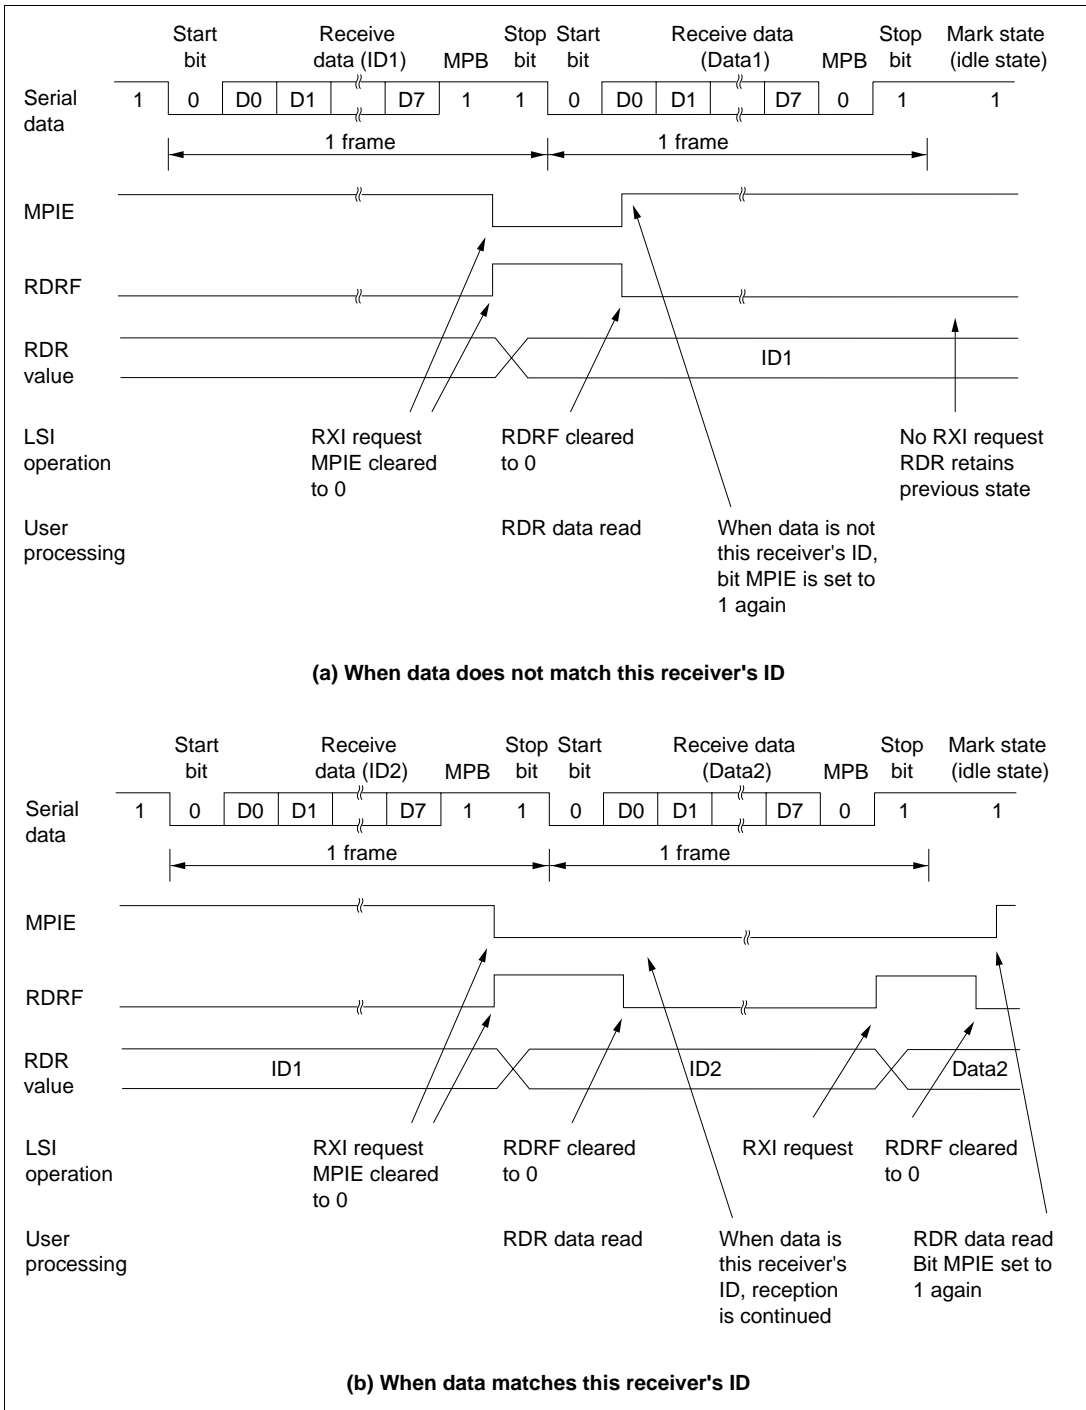 Start Receive Stop Start Receive data Stop Mark state
bit data (ID1) MPB bit bit (Data1) MPB bit (idle state)
Serial 1 0 D0 D1 D7 1 1 0 D0 D1 D7 0 1 1
data
1 frame 1 frame
MPIE
RDRF
RDR
value ID1
LSI RXI request RDRF cleared No RXI request
operation MPIE cleared to 0 RDR retains
to 0 previous state
User RDR data read When data is not
processing this receiver's ID,
bit MPIE is set to
1 again
(a) When data does not match this receiver's ID
Start Receive Stop Start Receive data Stop Mark state
bit data (ID2) MPB bit bit (Data2) MPB bit (idle state)
Serial 1 0 D0 D1 D7 1 1 0 D0 D1 D7 0 1 1
data
1 frame 1 frame
MPIE
RDRF
RDR ID1 ID2 Data2
value
LSI RXI request RDRF cleared RXI request RDRF cleared
operation MPIE cleared to 0 to 0
to 0
User RDR data read When data is RDR data read
processing this receiver's Bit MPIE set to
ID, reception 1 again
is continued
(b) When data matches this receiver's ID